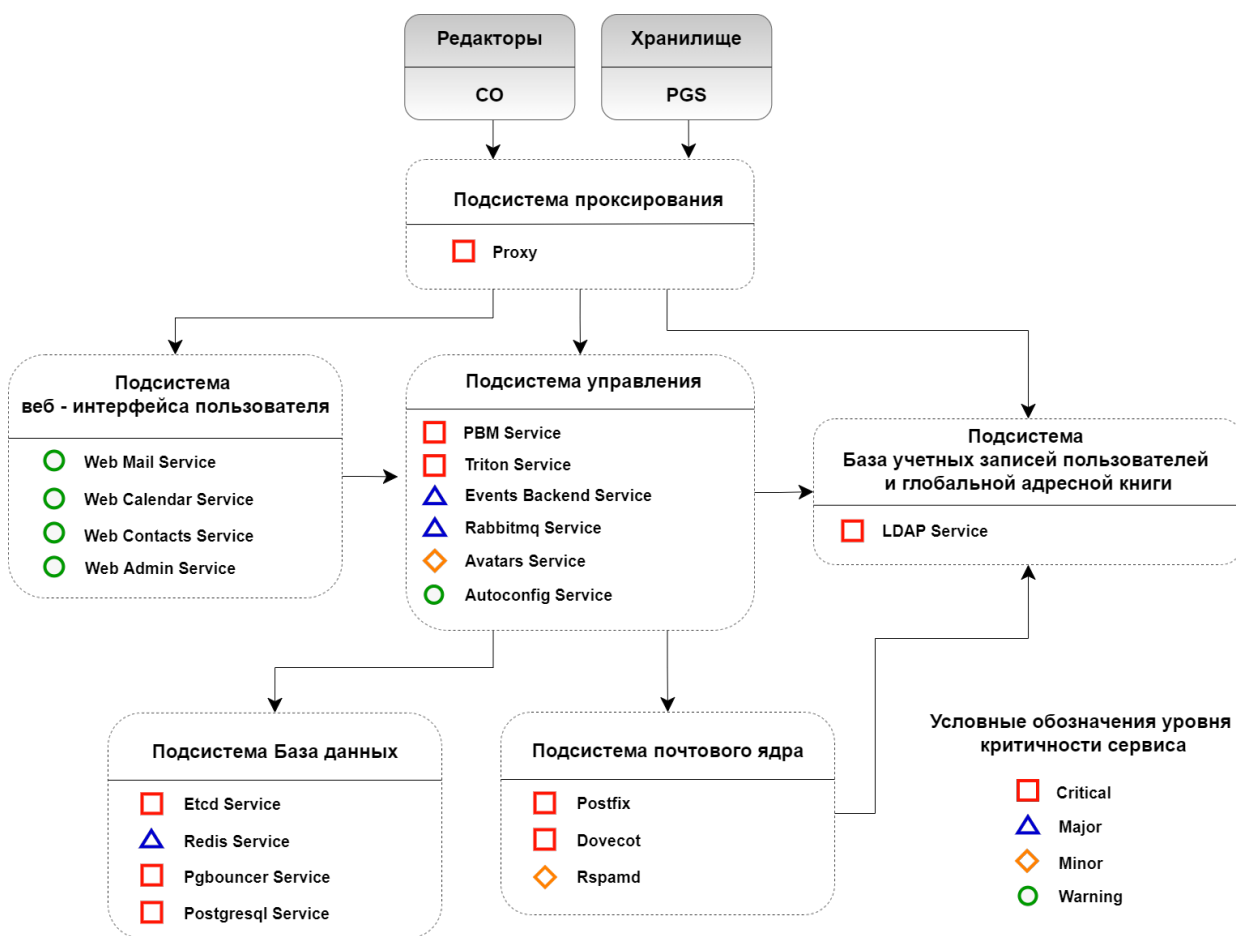 Редакторы
CO
Хранилище
PGS
Подсистема проксирования
Proxy
Подсистема
веб - интерфейса пользователя
Web Mail Service
Web Calendar Service
Web Contacts Service
Web Admin Service
Подсистема управления
PBM Service
Triton Service
Events Backend Service
Rabbitmq Service
Avatars Service
Autoconfig Service
Подсистема
База учетных записей пользователей
и глобальной адресной книги
LDAP Service
Подсистема База данных
Etcd Service
Redis Service
Pgbouncer Service
Postgresql Service
Подсистема почтового ядра
Postfix
Dovecot
Rspamd
Условные обозначения уровня
критичности сервиса
Critical
Major
Minor
Warning